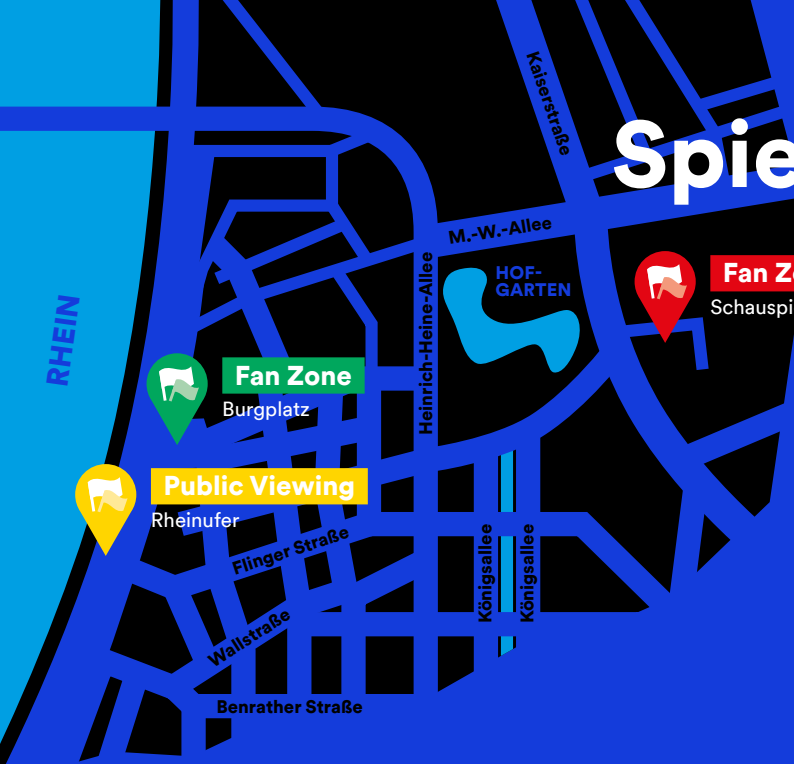 Kaiserstraße
Spie
M.-W.-Allee
Fan Z
Schauspi
HOF-
GARTEN
Heinrich-Heine-Allee
RHEIN
Fan Zone
Burgplatz
Public Viewing
Rheinufer
Flinger Straße
Königsallee
Königsallee
Wallstraße
Benrather Straße